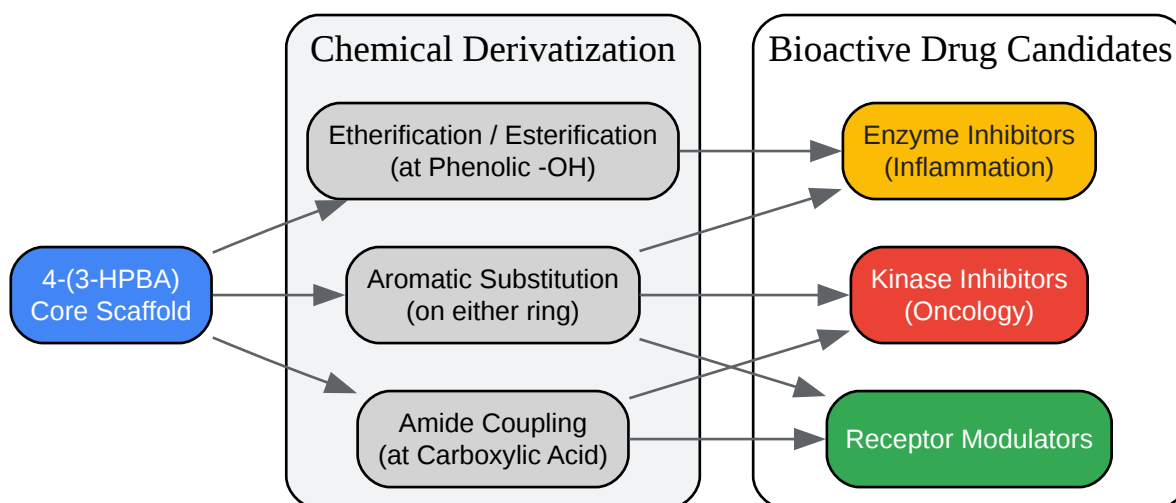 Chemical Derivatization
Bioactive Drug Candidates
Etherification / Esterification
(at Phenolic -OH)
Enzyme Inhibitors
(Inflammation)
4-(3-HPBA)
Core Scaffold
Aromatic Substitution
(on either ring)
Kinase Inhibitors
(Oncology)
Amide Coupling
(at Carboxylic Acid)
Receptor Modulators